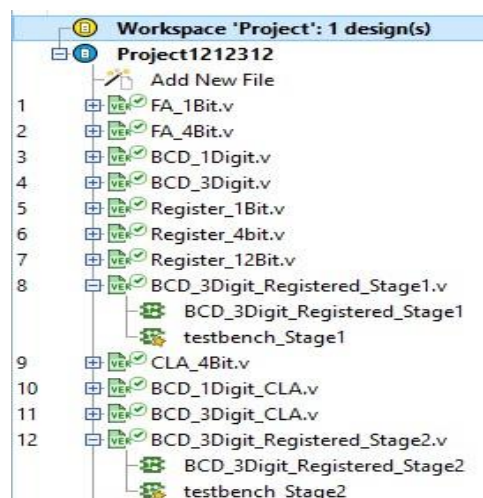 Workspace 'Project': 1 design(s)
Project1212312
Add New File
1 FA_1Bit.v
2 FA_4Bit.v
3 BCD_1Digit.v
4 BCD_3Digit.v
5 Register_1Bit.v
6 Register_4bit.v
7 Register_12Bit.v
8 BCD_3Digit_Registered_Stage1.v
BCD_3Digit_Registered_Stage1
testbench_Stage1
9 CLA_4Bit.v
10 BCD_1Digit_CLA.v
11 BCD_3Digit_CLA.v
12 BCD_3Digit_Registered_Stage2.v
BCD_3Digit_Registered_Stage2
testbench_Stage2